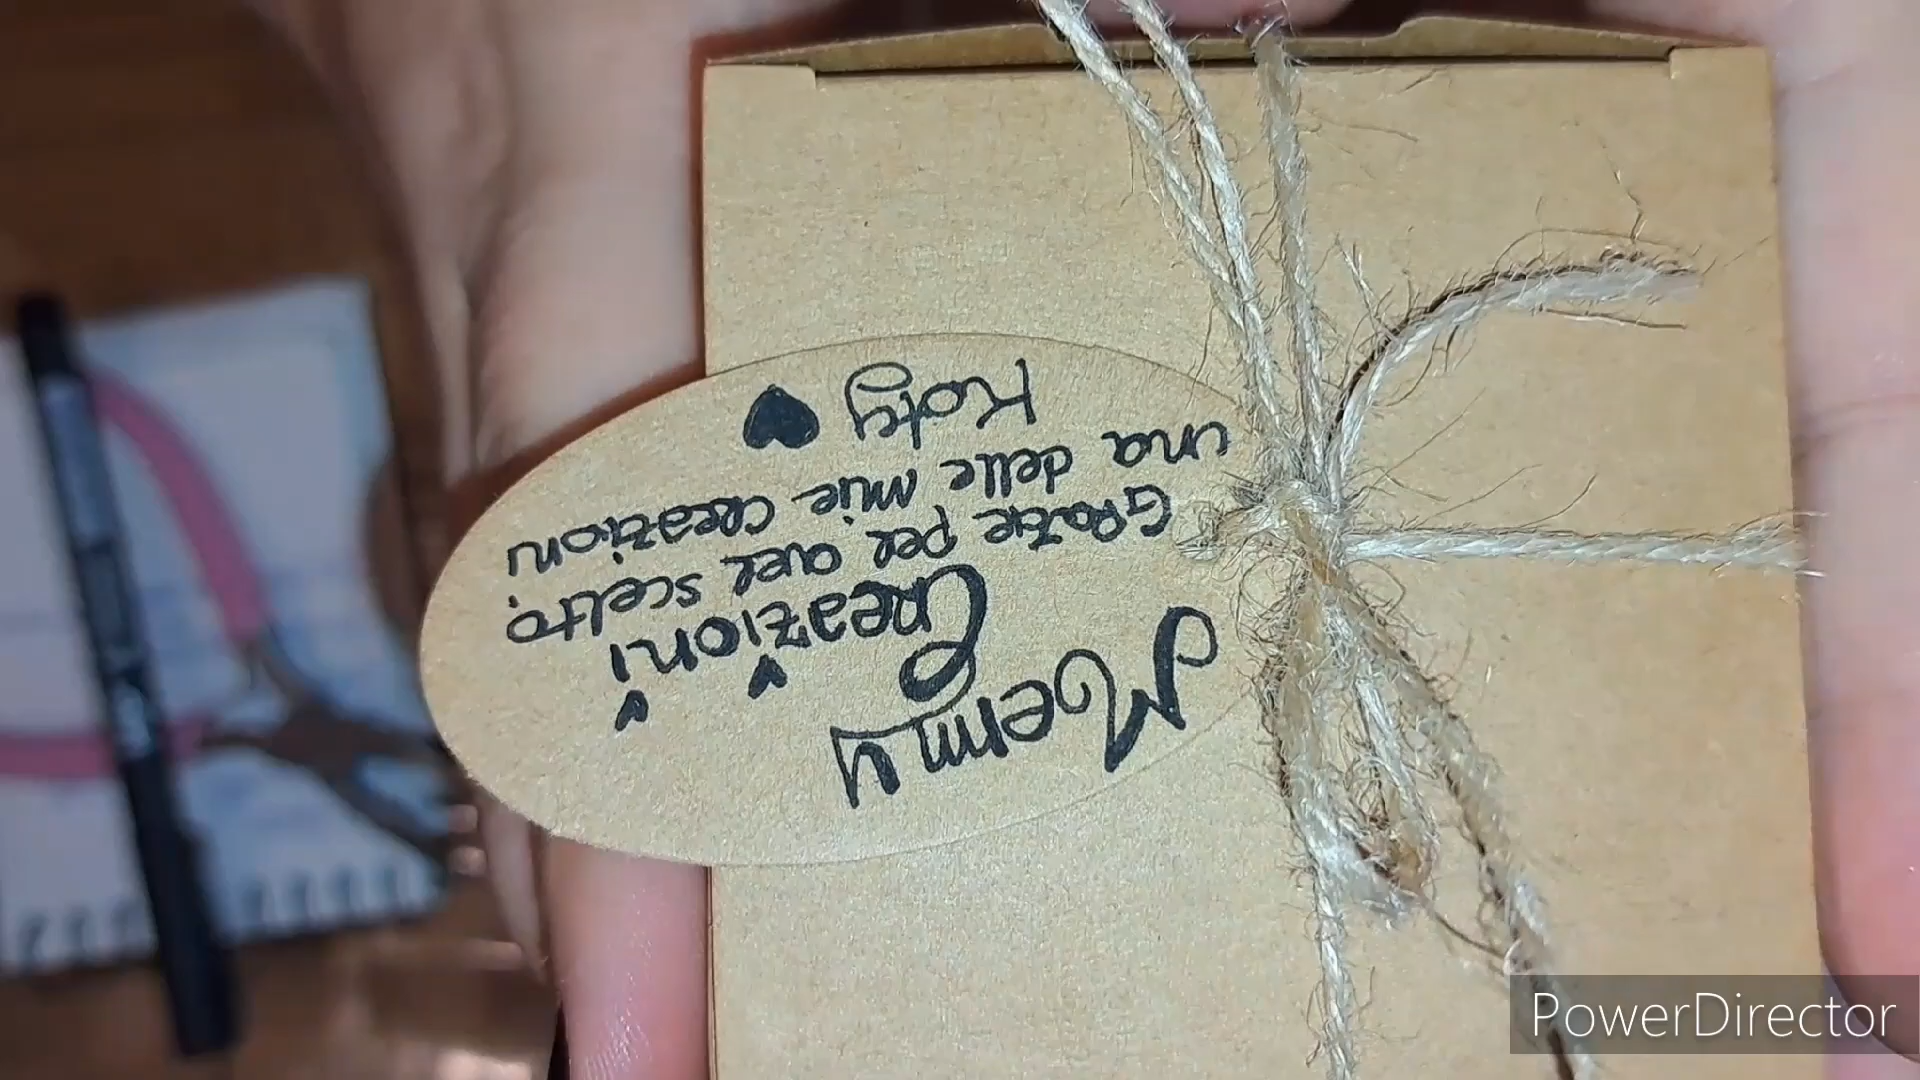 Memy
Creazioni
Grazie per aver scelto,
una delle mie creazioni
Katy
PowerDirector